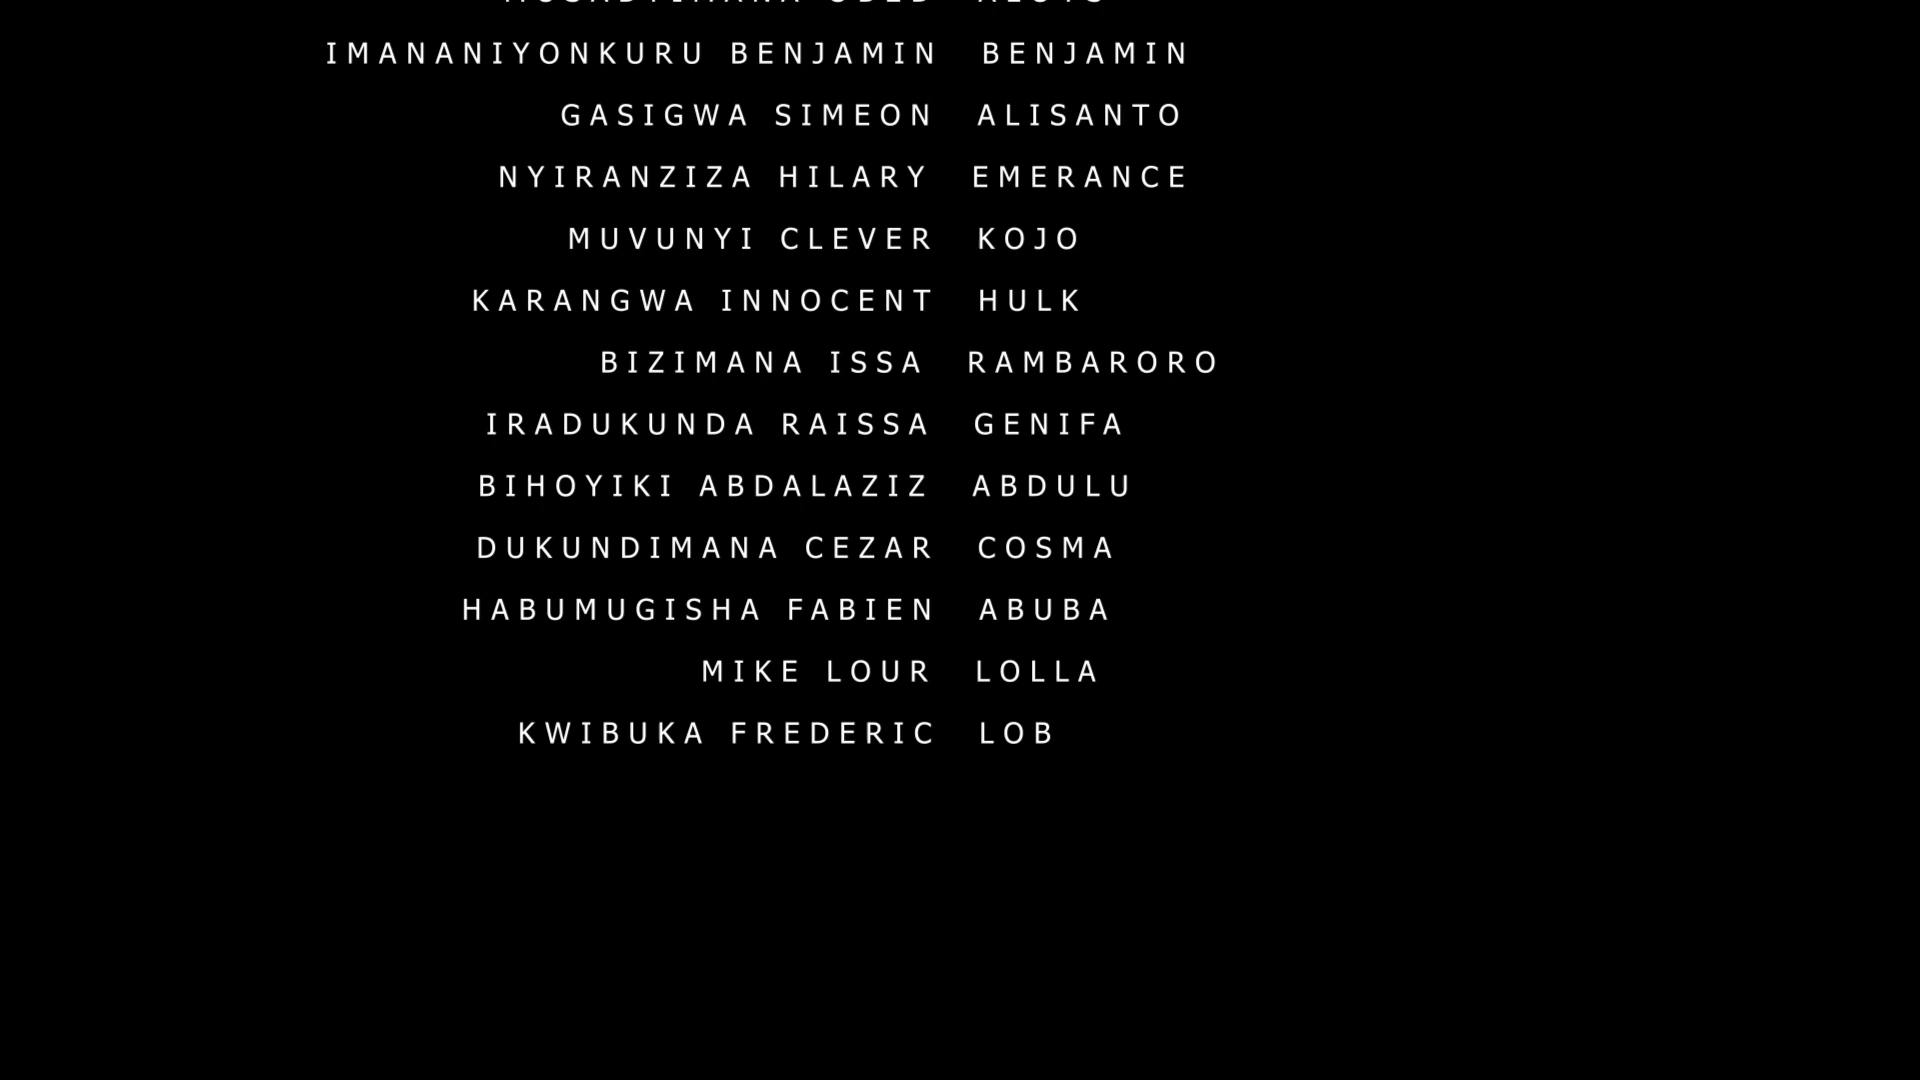 IMANANIYONKURU BENJAMIN BENJAMIN
GASIGWA SIMEON ALISANTO
NYIRANZIZA HILARY EMERANCE
MUVUNYI CLEVER KOJO
KARANGWA INNOCENT HULK
BIZIMANA ISSA RAMBARORO
IRADUKUNDA RAISSA GENIFA
BIHOYIKI ABDALAZIZ ABDULU
DUKUNDIMANA CEZAR COSMA
HABUMUGISHA FABIEN ABUBA
MIKE LOUR LOLLA
KWIBUKA FREDERIC LOB